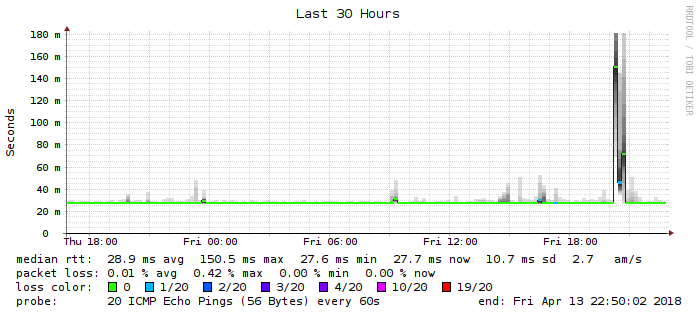 Last 30 Hours
RRDTOOL / TOBI OETIKER
Seconds
180 m
160 m
140 m
120 m
100 m
80 m
60 m
40 m
20 m
0
Thu 18:00 Fri 00:00 Fri 06:00 Fri 12:00 Fri 18:00
median rtt: 28.9 ms avg 150.5 ms max 27.6 ms min 27.7 ms now 10.7 ms sd 2.7 am/s
packet loss: 0.01 % avg 0.42 % max 0.00 % min 0.00 % now
loss color: 0 1/20 2/20 3/20 4/20 10/20 19/20
probe: 20 ICMP Echo Pings (56 Bytes) every 60s end: Fri Apr 13 22:50:02 2018